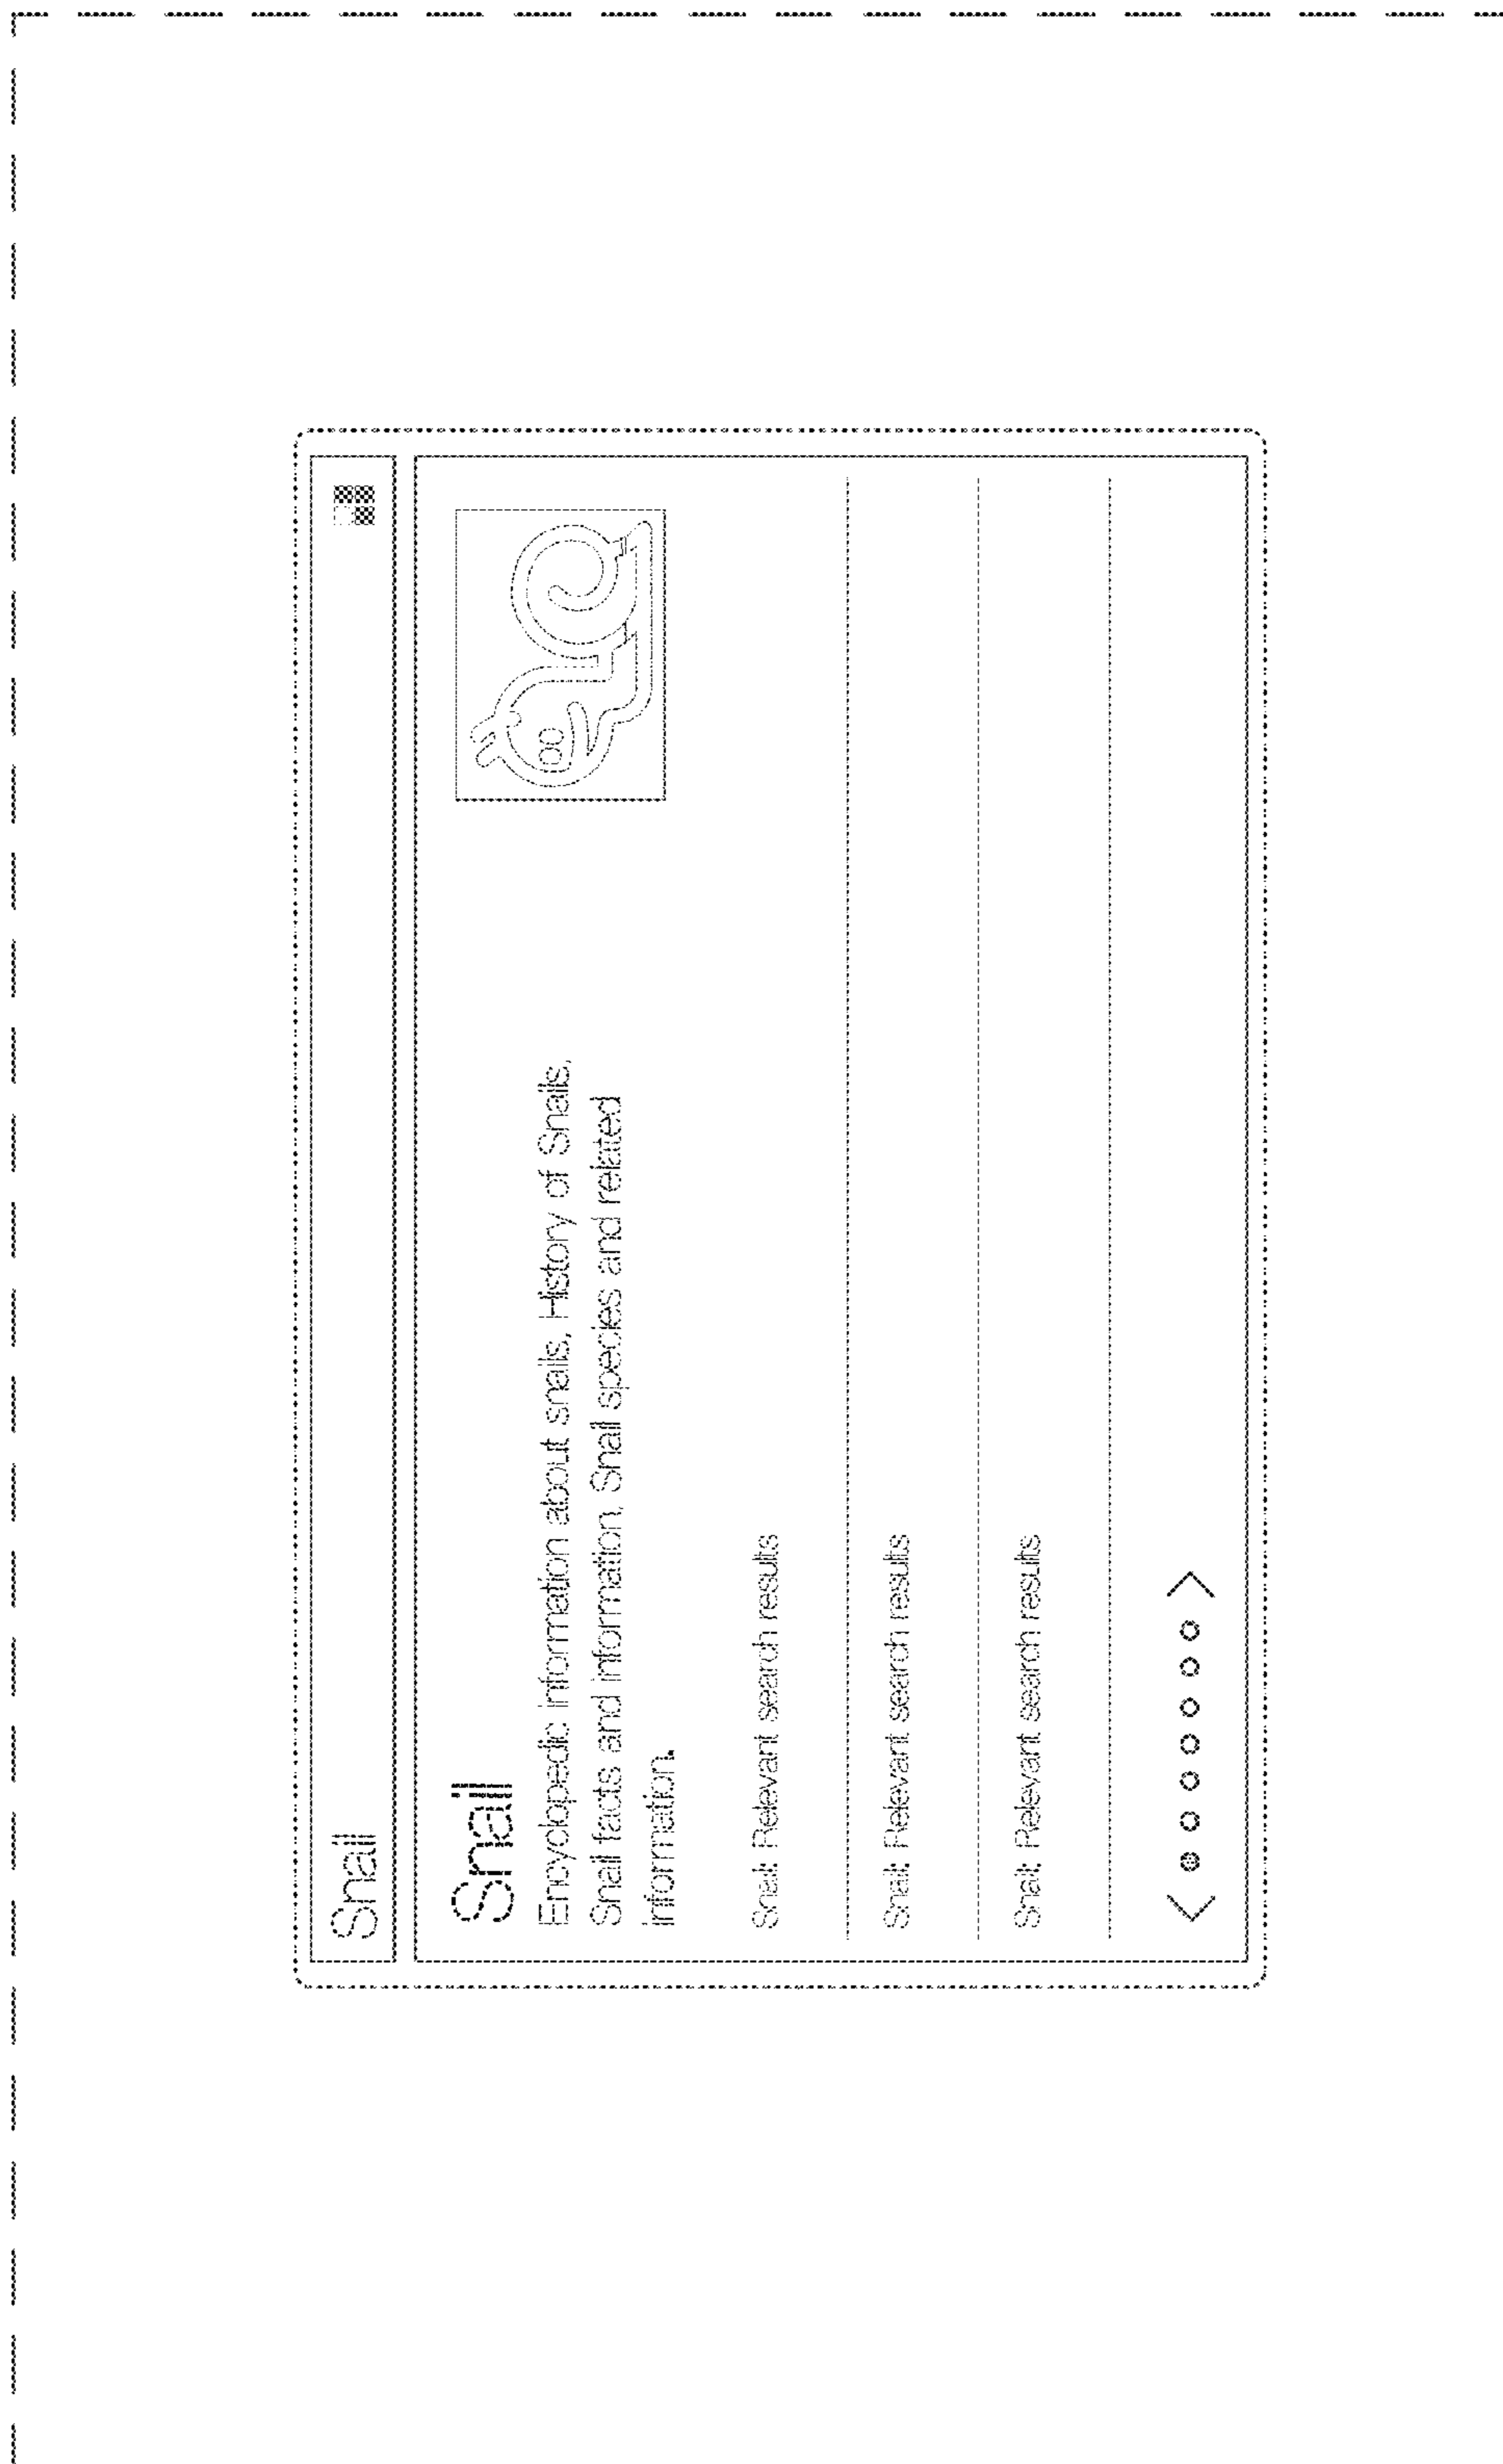 Snail
Snail
Encyclopedic information about snails, History of Snails,
Snail facts and information, Snail species and related
information.
Snail: Relevant search results
Snail: Relevant search results
Snail: Relevant search results